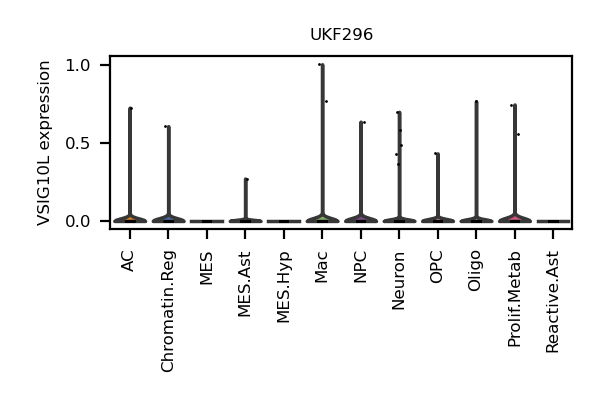 UKF296
VSIG10L expression
1.0
0.5
0.0
AC
Chromatin.Reg
MES
MES.Ast
MES.Hyp
Mac
NPC
Neuron
OPC
Oligo
Prolif.Metab
Reactive.Ast